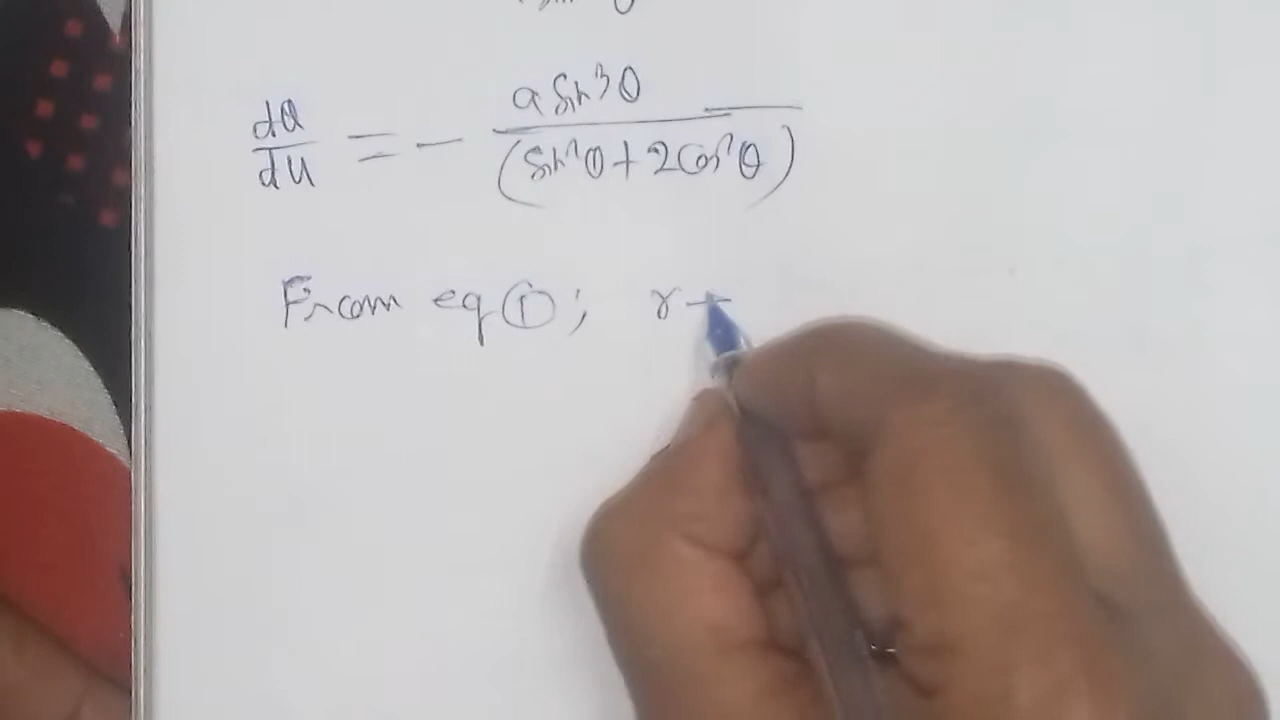 dθ/du = - a sin³θ / (sin²θ + 2cos²θ)
From eq ①; r